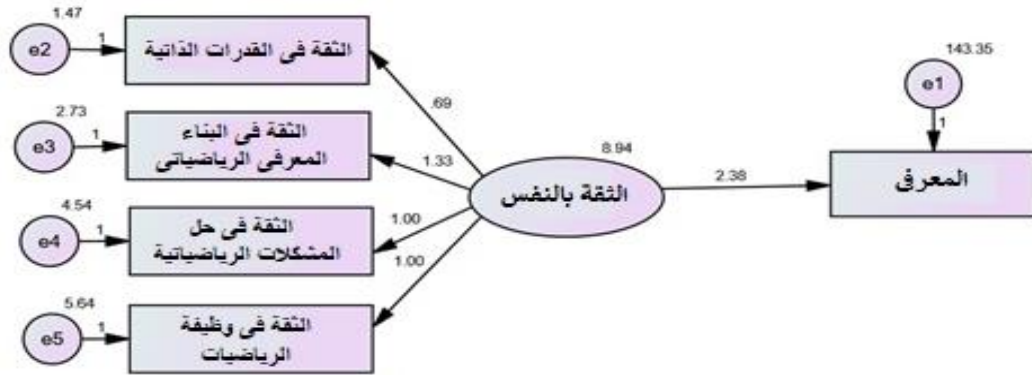 1.47
e2
1
الثقة فى القدرات الذاتية
2.73
e3
1
الثقة فى البناء
المعرفى الرياضياتى
4.54
e4
1
الثقة فى حل
المشكلات الرياضياتية
5.64
e5
1
الثقة فى وظيفة
الرياضيات
.69
1.33
1.00
1.00
8.94
الثقة بالنفس
2.38
143.35
e1
1
المعرفى